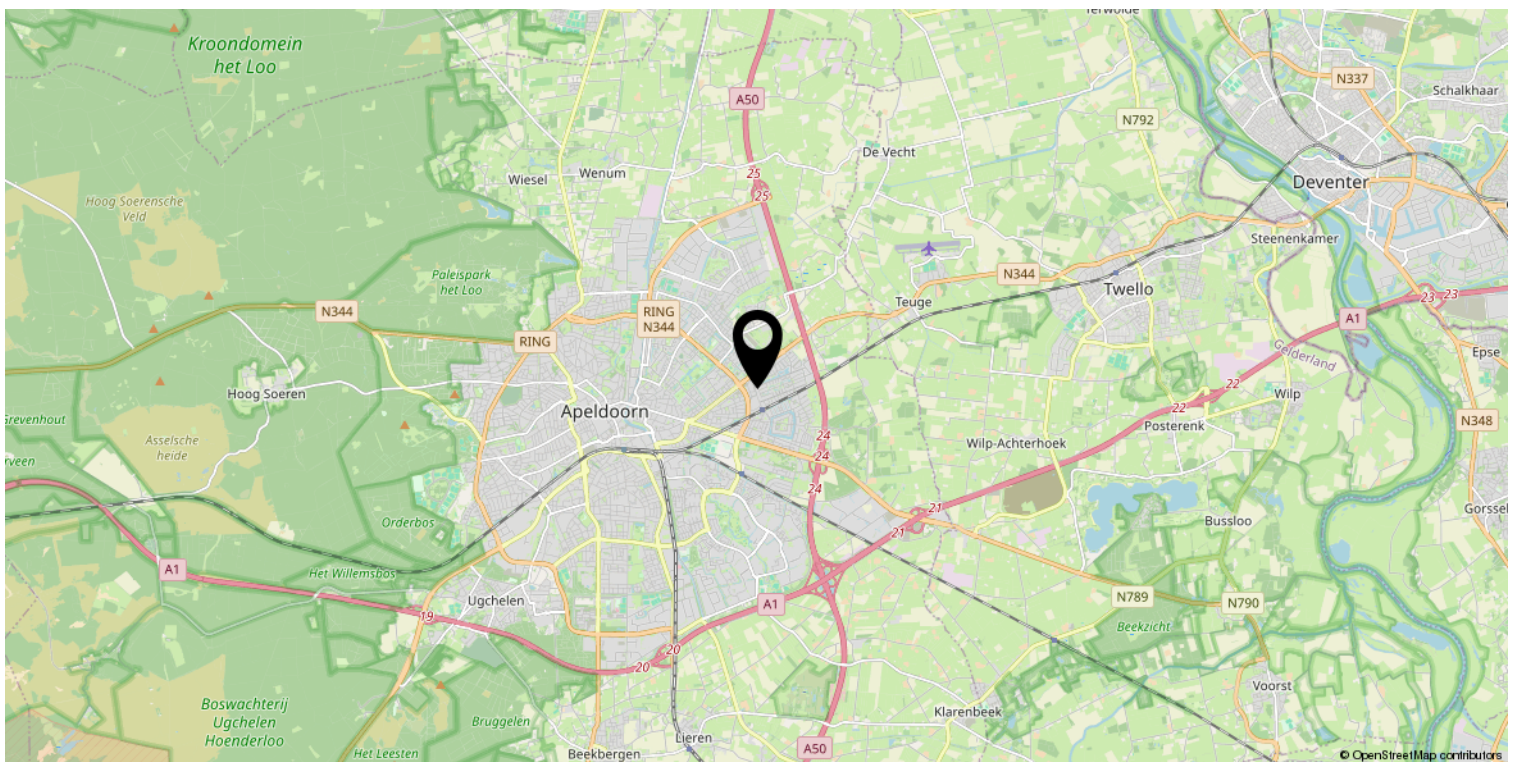 Terwolde
Kroondomein
het Loo
N337
Schalkhaar
A50
N792
De Vecht
Wiesel
Wenum
25
25
Deventer
Hoog Soerensche
Veld
Steenenkamer
Paleispark
het Loo
N344
Twello
Teuge
23
23
N344
RING
N344
A1
RING
Epse
Gelderland
22
Hoog Soeren
Wilp
22
Apeldoorn
Grevenhout
N348
Posterenk
24
Asselsche
heide
Wilp-Achterhoek
24
24
21
Gorssel
Orderbos
Bussloo
21
A1
Het Willemsbos
N789
N790
Ugchelen
A1
19
Beekzicht
20
20
Voorst
Boswachterij
Ugchelen
Hoenderloo
Klarenbeek
Bruggelen
Lieren
A50
Het Leesten
Beekbergen
© OpenStreetMap contributors